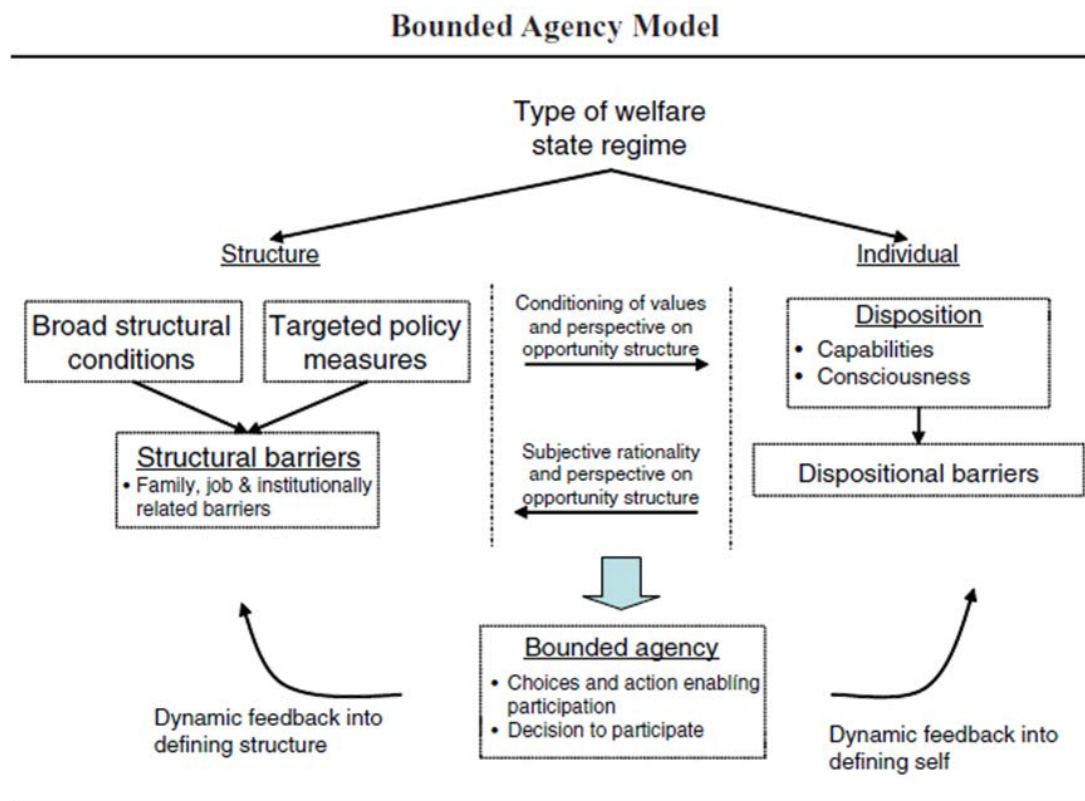 Bounded Agency Model
Type of welfare
state regime
Structure
Individual
Broad structural
conditions
Targeted policy
measures
Conditioning of values
and perspective on
opportunity structure
Disposition
• Capabilities
• Consciousness
Structural barriers
• Family, job & institutionally
related barriers
Subjective rationality
and perspective on
opportunity structure
Dispositional barriers
Bounded agency
• Choices and action enabling
participation
• Decision to participate
Dynamic feedback into
defining structure
Dynamic feedback into
defining self